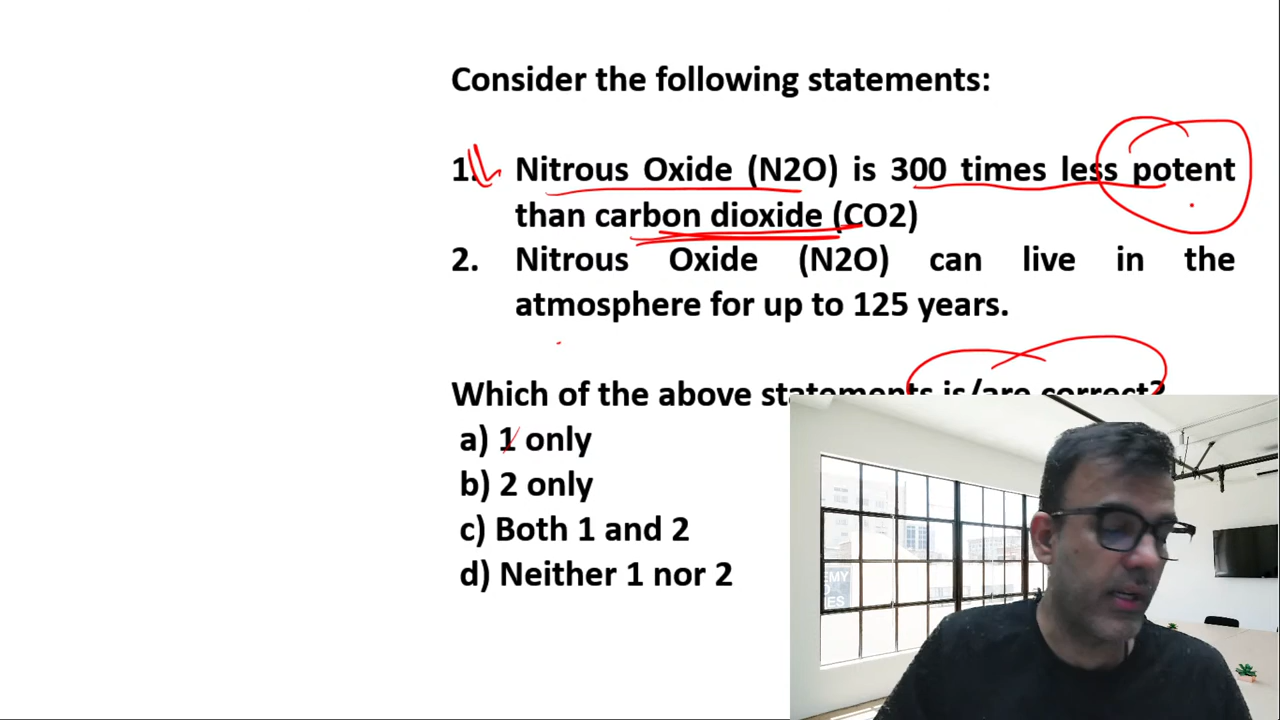 Consider the following statements:
1. Nitrous Oxide (N2O) is 300 times less potent
than carbon dioxide (CO2)
2. Nitrous Oxide (N2O) can live in the
atmosphere for up to 125 years.
Which of the above statements is/are correct?
a) 1 only
b) 2 only
c) Both 1 and 2
d) Neither 1 nor 2